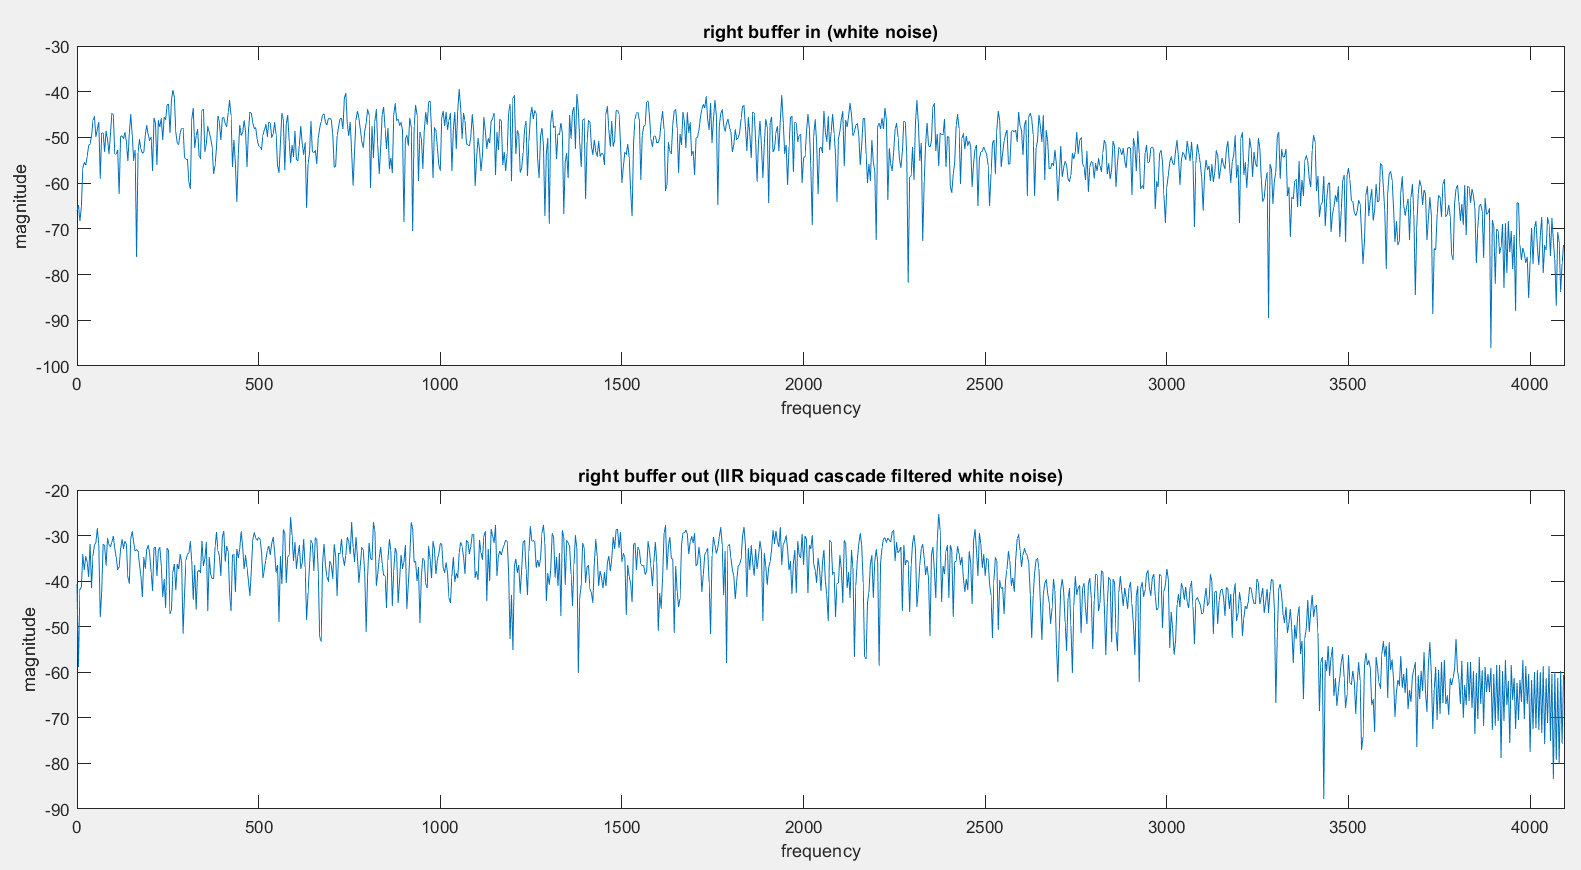 right buffer in (white noise)
-30
-40
-50
-60
-70
-80
-90
-100
magnitude
0 500 1000 1500 2000 2500 3000 3500 4000
frequency
right buffer out (IIR biquad cascade filtered white noise)
-20
-30
-40
-50
-60
-70
-80
-90
magnitude
0 500 1000 1500 2000 2500 3000 3500 4000
frequency